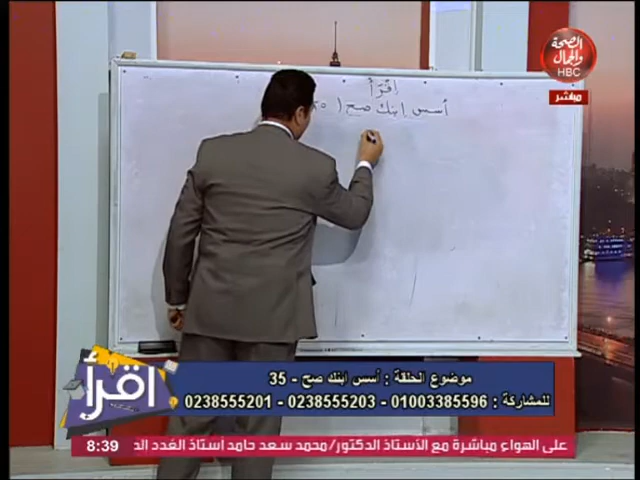 الصحة
والجمال
HBC
مباشر
اِقْرَأ
أسس ابنك صح (٣٥
اقرأ
موضوع الحلقة : أسس ابنك صح - 35
للمشاركة : 01003385596 - 0238555203 - 0238555201
على الهواء مباشرة مع الأستاذ الدكتور/ محمد سعد حامد استاذ الغدد الد
8:39